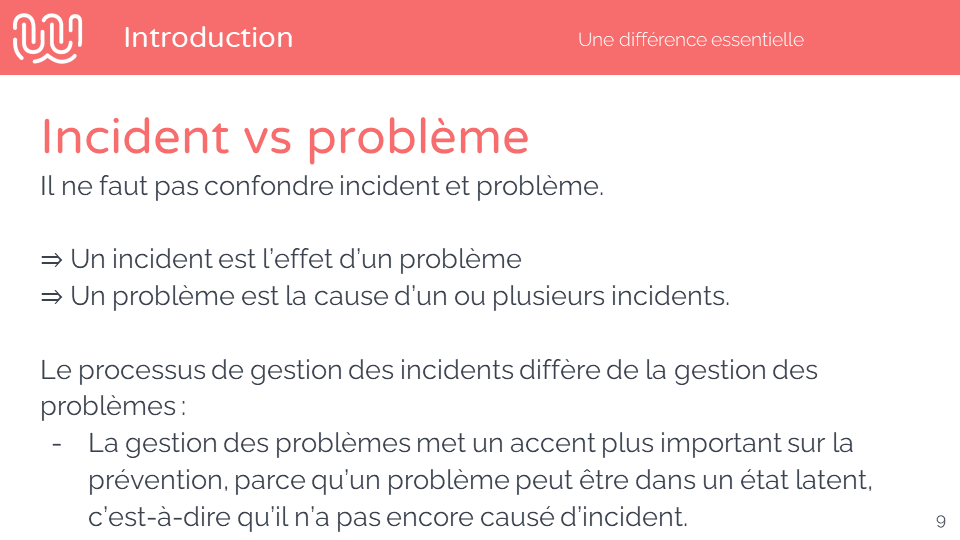 Introduction
Une différence essentielle
Incident vs problème
Il ne faut pas confondre incident et problème.
⇒ Un incident est l’effet d’un problème
⇒ Un problème est la cause d’un ou plusieurs incidents.
Le processus de gestion des incidents diffère de la gestion des
problèmes :
- La gestion des problèmes met un accent plus important sur la
prévention, parce qu’un problème peut être dans un état latent,
c’est-à-dire qu’il n’a pas encore causé d’incident.
9